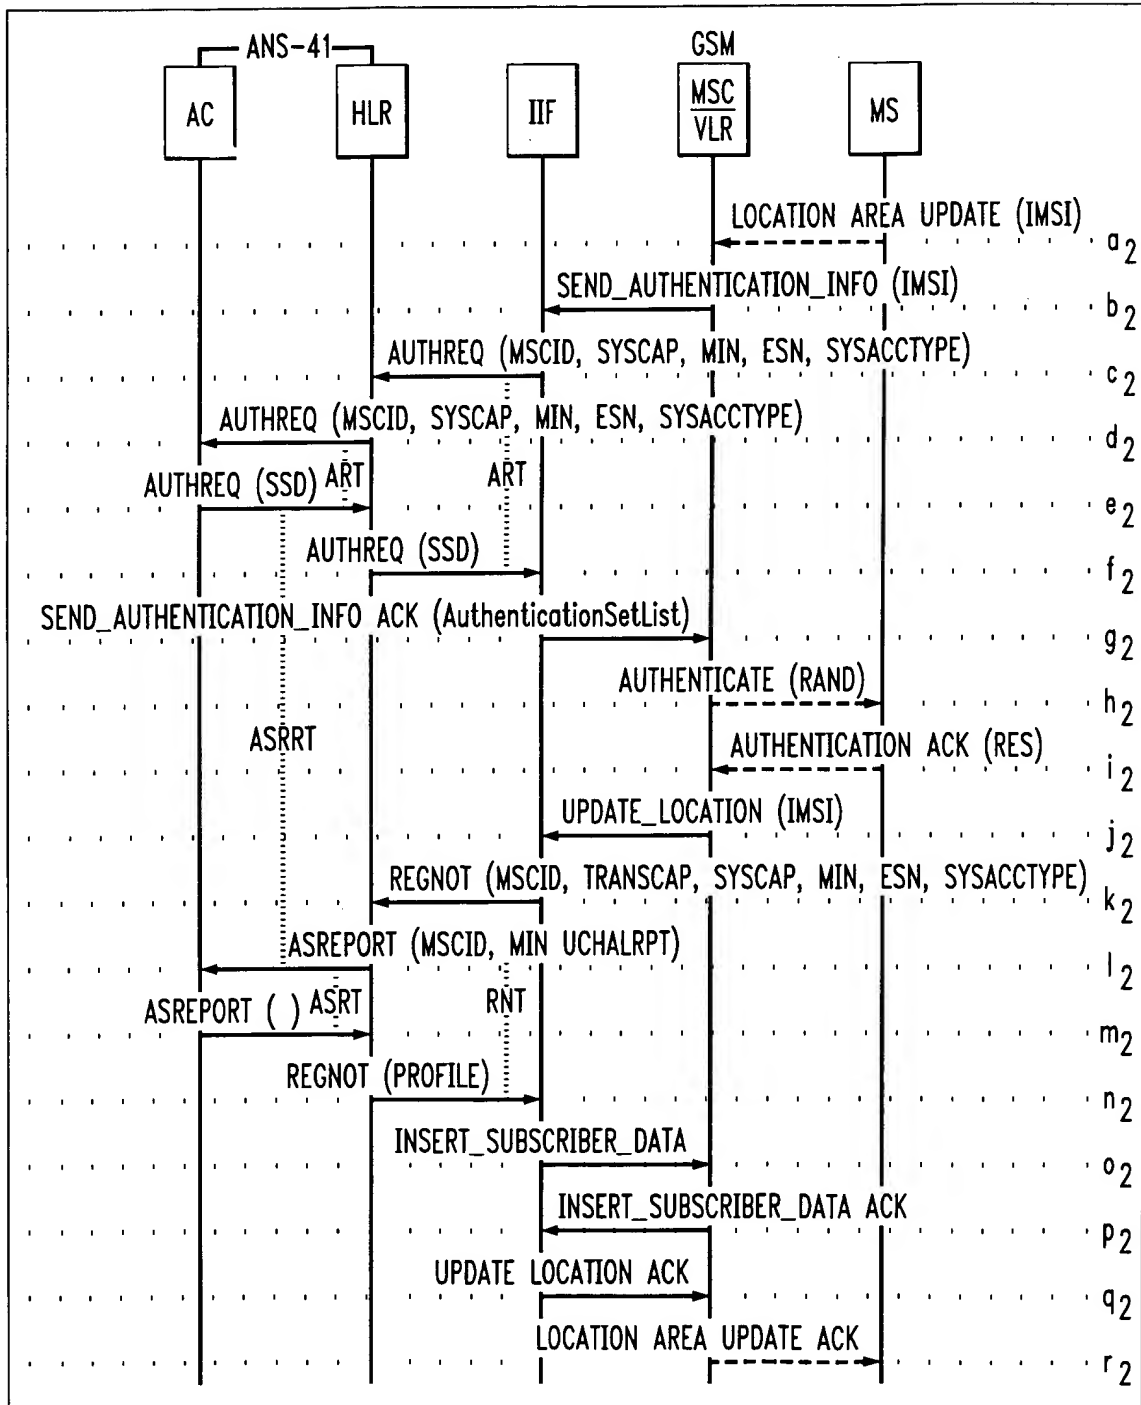 ANS-41
GSM
AC
HLR
IIF
MSC
VLR
MS
LOCATION AREA UPDATE (IMSI)
a2
SEND_AUTHENTICATION_INFO (IMSI)
b2
AUTHREQ (MSCID, SYSCAP, MIN, ESN, SYSACCTYPE)
c2
AUTHREQ (MSCID, SYSCAP, MIN, ESN, SYSACCTYPE)
d2
ART
ART
AUTHREQ (SSD)
e2
AUTHREQ (SSD)
f2
SEND_AUTHENTICATION_INFO ACK (AuthenticationSetList)
g2
AUTHENTICATE (RAND)
h2
ASRRT
AUTHENTICATION ACK (RES)
i2
UPDATE_LOCATION (IMSI)
j2
REGNOT (MSCID, TRANSCAP, SYSCAP, MIN, ESN, SYSACCTYPE)
k2
ASREPORT (MSCID, MIN UCHALRPT)
l2
ASREPORT ( )
ASRT
RNT
m2
REGNOT (PROFILE)
n2
INSERT_SUBSCRIBER_DATA
o2
INSERT_SUBSCRIBER_DATA ACK
p2
UPDATE LOCATION ACK
q2
LOCATION AREA UPDATE ACK
r2